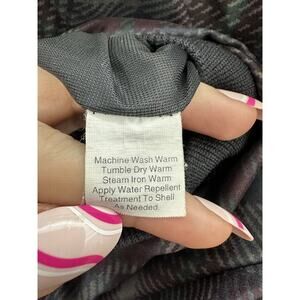 Machine Wash Warm
Tumble Dry Warm
Steam Iron Warm
Apply Water Repellent
Treatment To Shell
As Needed.